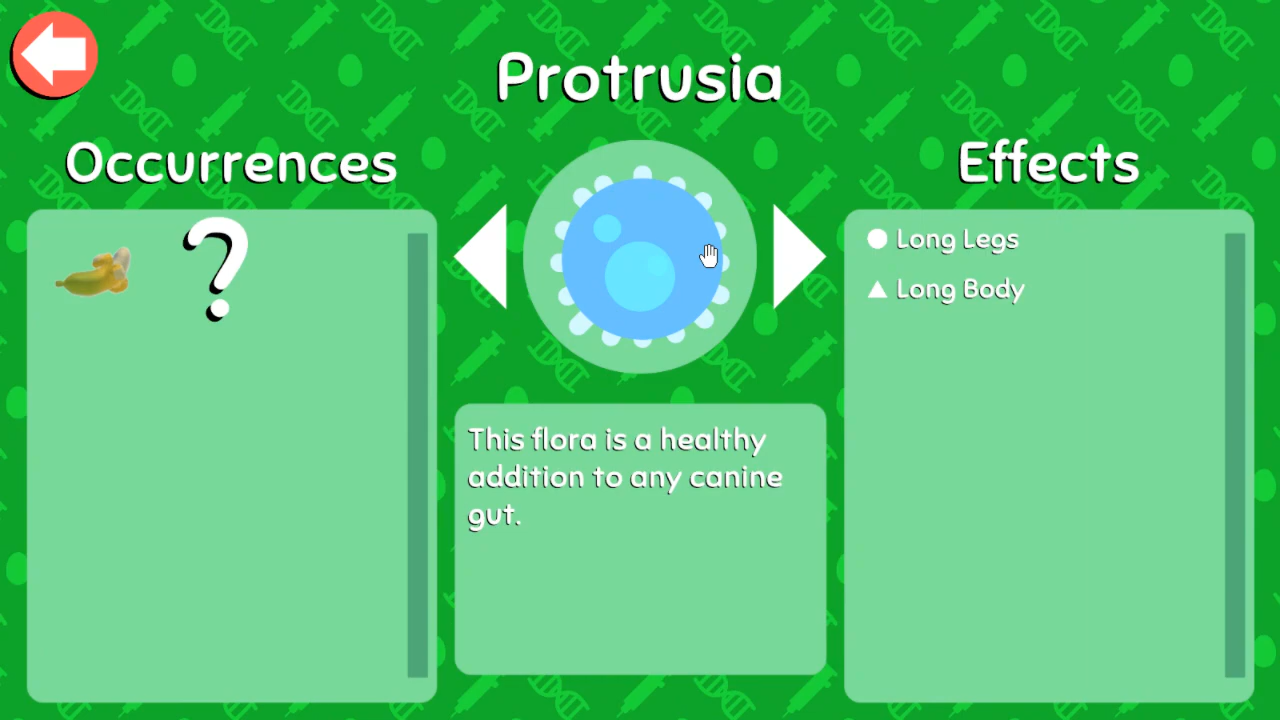 Protrusia
Occurrences
?
This flora is a healthy
addition to any canine
gut.
Effects
Long Legs
Long Body